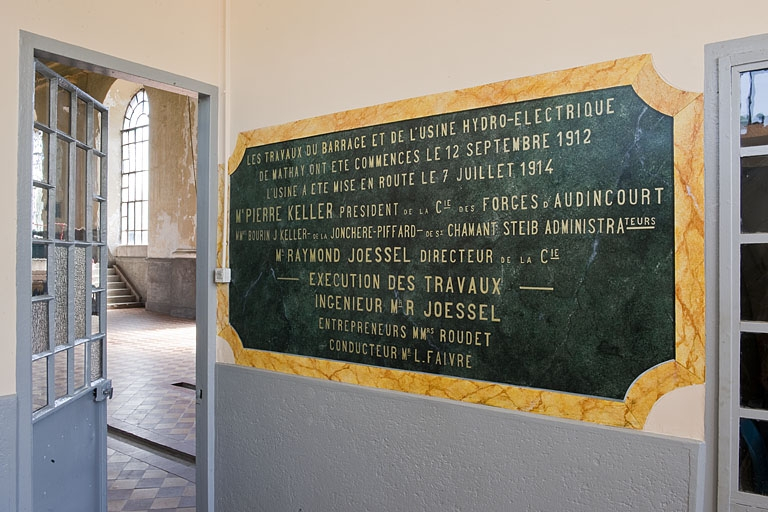 LES TRAVAUX DU BARRAGE ET DE L'USINE HYDRO-ELECTRIQUE
DE MATHAY ONT ÉTÉ COMMENCES LE 12 SEPTEMBRE 1912
L'USINE A ÉTÉ MISE EN ROUTE LE 7 JUILLET 1914
MR PIERRE KELLER PRESIDENT DE LA CIE DES FORGES D'AUDINCOURT
BOURIN J KELLER-DE LA JONCHERE-PIFFARD-DE ST CHAMANT STEIB ADMINISTRATEURS
MR RAYMOND JOESSEL DIRECTEUR DE LA CIE
EXECUTION DES TRAVAUX
INGENIEUR MR R JOESSEL
ENTREPRENEURS MMRS ROUDET
CONDUCTEUR MR L. FAIVRE